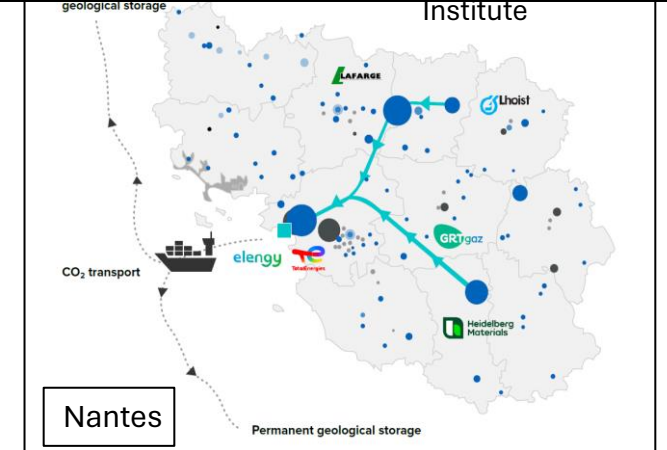 geological storage
Institute
LAFARGE
Lhoist
GRTgaz
elengy
TotalEnergies
CO₂ transport
Heidelberg
Materials
Nantes
Permanent geological storage